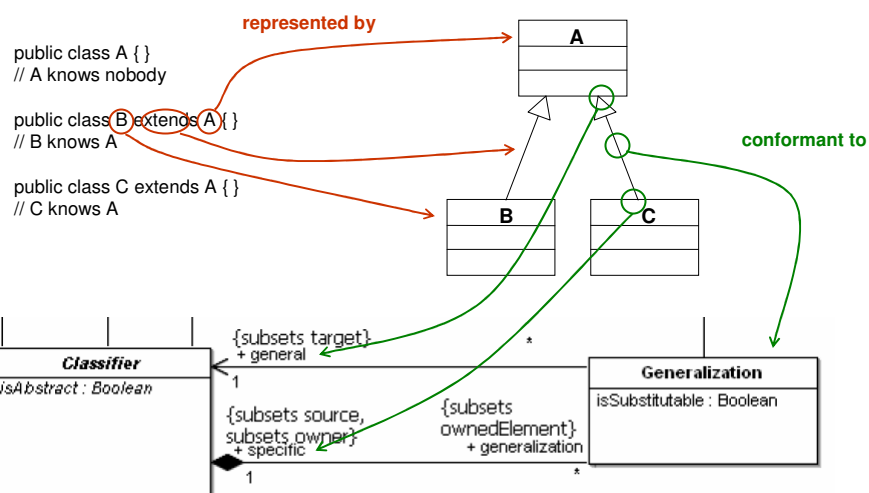 represented by
public class A { }
// A knows nobody
public class B extends A { }
// B knows A
public class C extends A { }
// C knows A
A
B
C
conformant to
Classifier
isAbstract : Boolean
{subsets target}
+ general
1
*
{subsets source,
subsets owner}
+ specific
1
{subsets
ownedElement}
+ generalization
*
Generalization
isSubstitutable : Boolean